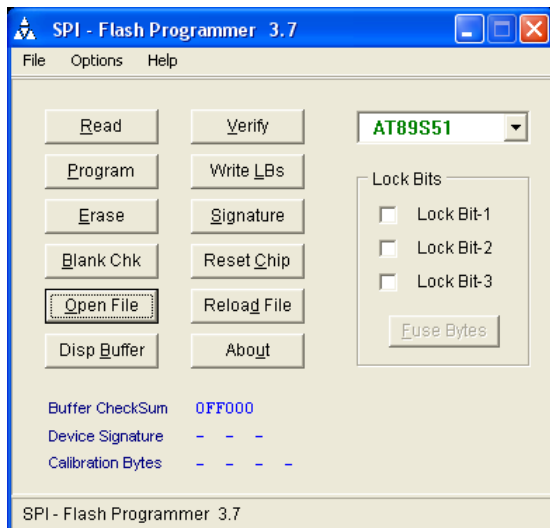 SPI - Flash Programmer 3.7
File Options Help
Read Verify AT89S51
Program Write LBs Lock Bits
Erase Signature Lock Bit-1
Blank Chk Reset Chip Lock Bit-2
Open File Reload File Lock Bit-3
Disp Buffer About Fuse Bytes
Buffer CheckSum 0FF000
Device Signature - - -
Calibration Bytes - - - -
SPI - Flash Programmer 3.7